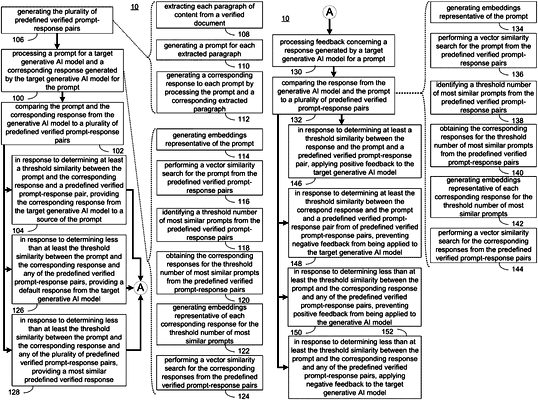 generating the plurality of
predefined verified prompt-response
pairs
106
processing a prompt for a target
generative AI model and a corresponding
response generated by the target
generative AI model for the
prompt
100
comparing the prompt and the
corresponding response from the
generative AI model to a plurality of
predefined verified prompt-response
pairs
102
in response to determining at least
a threshold similarity between
the prompt and the
corresponding response and a
predefined verified prompt-
response pair, providing the
corresponding response from
the target generative AI model to a
source of the prompt
104
in response to determining less
than at least the threshold
similarity between the prompt
and the corresponding response
and any of the predefined verified
prompt-response pairs, providing
a default response from the target
generative AI model
126
in response to determining less
than at least the threshold
similarity between the prompt and
the corresponding response and
any of the plurality of predefined
verified prompt-response pairs,
providing a most similar
predefined verified response
128
A
10
extracting each paragraph of
content from a verified
document
108
generating a prompt for each
extracted paragraph
110
generating a corresponding
response to each prompt by
processing the prompt and a
corresponding extracted
paragraph
112
generating embeddings
representative of the prompt
114
performing a vector similarity
search for the prompt from the
predefined verified prompt-response
pairs
116
identifying a threshold number of
most similar prompts from the
predefined verified prompt-response
pairs
118
obtaining the corresponding
responses for the threshold
number of most similar prompts
from the predefined verified
prompt-response pairs
120
generating embeddings
representative of each
corresponding response for the
threshold number of most
similar prompts
122
performing a vector similarity
search for the corresponding
responses from the predefined
verified prompt-response pairs
124
10
A
processing feedback concerning a
response generated by a target
generative AI model for a prompt
130
comparing the response from the
generative AI model and the
prompt to a plurality of predefined
verified prompt-response pairs
132
in response to determining at least a
threshold similarity between the
response and the prompt and a
predefined verified prompt-response
pair, applying positive feedback to the
target generative AI model
146
in response to determining at least the
threshold similarity between the
correspond response and the prompt
and a predefined verified prompt-
response pair from of predefined verified
prompt-response pairs, preventing
negative feedback from being applied to the
target generative AI model
148
in response to determining less than at
least the threshold similarity between the
prompt and the corresponding response
and any of the predefined verified
prompt-response pairs, preventing
positive feedback from being applied to
the generative AI model
150
152
in response to determining less than at
least the threshold similarity between the
prompt and the corresponding response
and any of the predefined verified
prompt-response pairs, applying
negative feedback to the target
generative AI model
generating embeddings
representative of the prompt
134
performing a vector similarity
search for the prompt from the
predefined verified prompt-response
pairs
136
identifying a threshold number of
most similar prompts from the
predefined verified prompt-response
pairs
138
obtaining the corresponding
responses for the threshold
number of most similar prompts
from the predefined verified
prompt-response pairs
140
generating embeddings
representative of each
corresponding response for the
threshold number of most
similar prompts
142
performing a vector similarity
search for the corresponding
responses from the predefined
verified prompt-response pairs
144